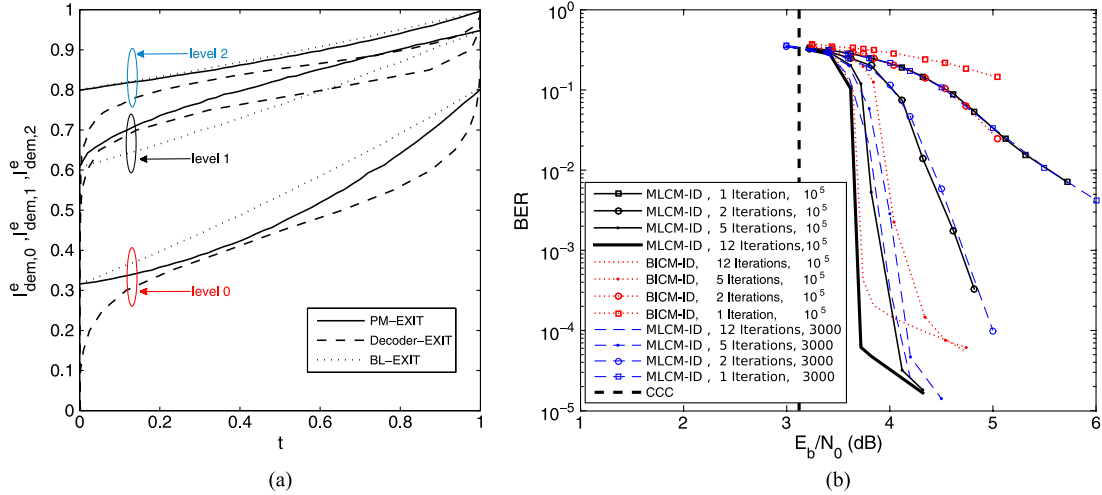 I^e_dem,0 , I^e_dem,1 , I^e_dem,2
1
0.9
0.8
0.7
0.6
0.5
0.4
0.3
0.2
0.1
0
0
0.2
0.4
0.6
0.8
1
t
level 2
level 1
level 0
PM–EXIT
Decoder–EXIT
BL–EXIT
(a)
BER
10^0
10^−1
10^−2
10^−3
10^−4
10^−5
1
2
3
4
5
6
E_b/N_0 (dB)
MLCM-ID , 1 Iteration, 10^5
MLCM-ID , 2 Iterations, 10^5
MLCM-ID , 5 Iterations, 10^5
MLCM-ID , 12 Iterations, 10^5
BICM-ID, 12 Iterations, 10^5
BICM-ID, 5 Iterations, 10^5
BICM-ID, 2 Iterations, 10^5
BICM-ID, 1 Iteration, 10^5
MLCM-ID , 12 Iterations, 3000
MLCM-ID , 5 Iterations, 3000
MLCM-ID , 2 Iterations, 3000
MLCM-ID , 1 Iteration, 3000
CCC
(b)